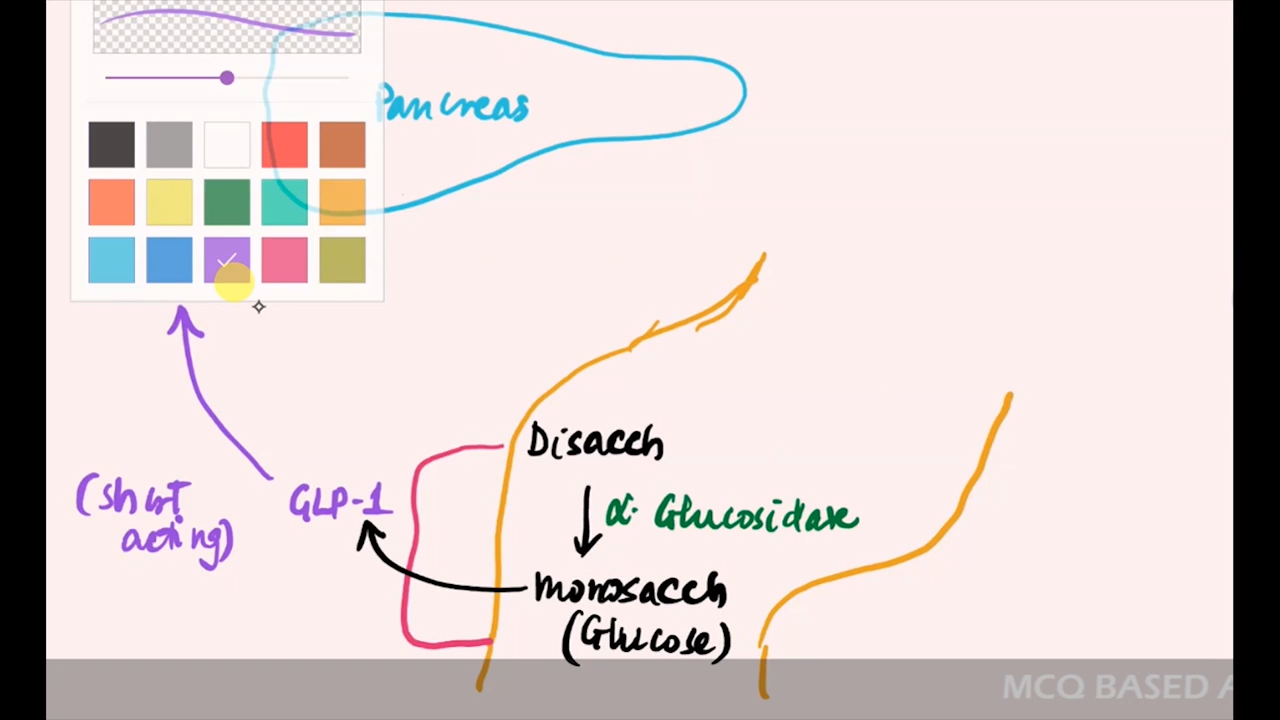 Pancreas
Disacch
α-Glucosidase
GLP-1
(short
acting)
Monosacch
(Glucose)
MCQ BASED A